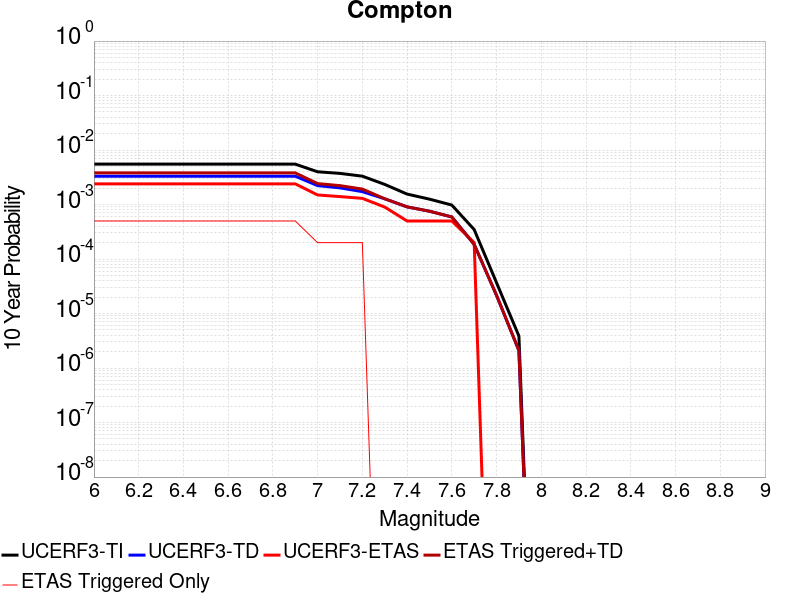 Compton
10^0
10^-1
10^-2
10^-3
10^-4
10^-5
10^-6
10^-7
10^-8
10 Year Probability
6 6.2 6.4 6.6 6.8 7 7.2 7.4 7.6 7.8 8 8.2 8.4 8.6 8.8 9
Magnitude
UCERF3-TI UCERF3-TD UCERF3-ETAS ETAS Triggered+TD
ETAS Triggered Only